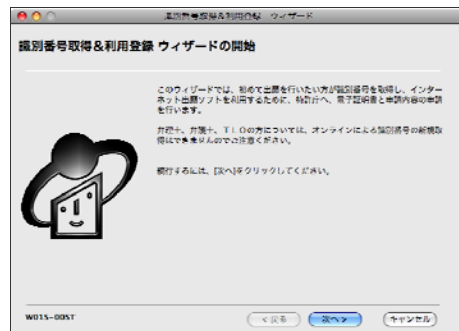 識別番号取得&利用登録 ウィザード
識別番号取得&利用登録 ウィザードの開始
このウィザードでは、初めて出願を行いたい方が識別番号を取得し、インター
ネット出願ソフトを利用するために、特許庁へ、電子証明書と申請内容の申請
を行います。
弁理士、弁護士、TLOの方については、オンラインによる識別番号の新規取
得はできませんのでご注意ください。
続行するには、[次へ]をクリックしてください。
W01S-00ST
< 戻る
次へ >
キャンセル